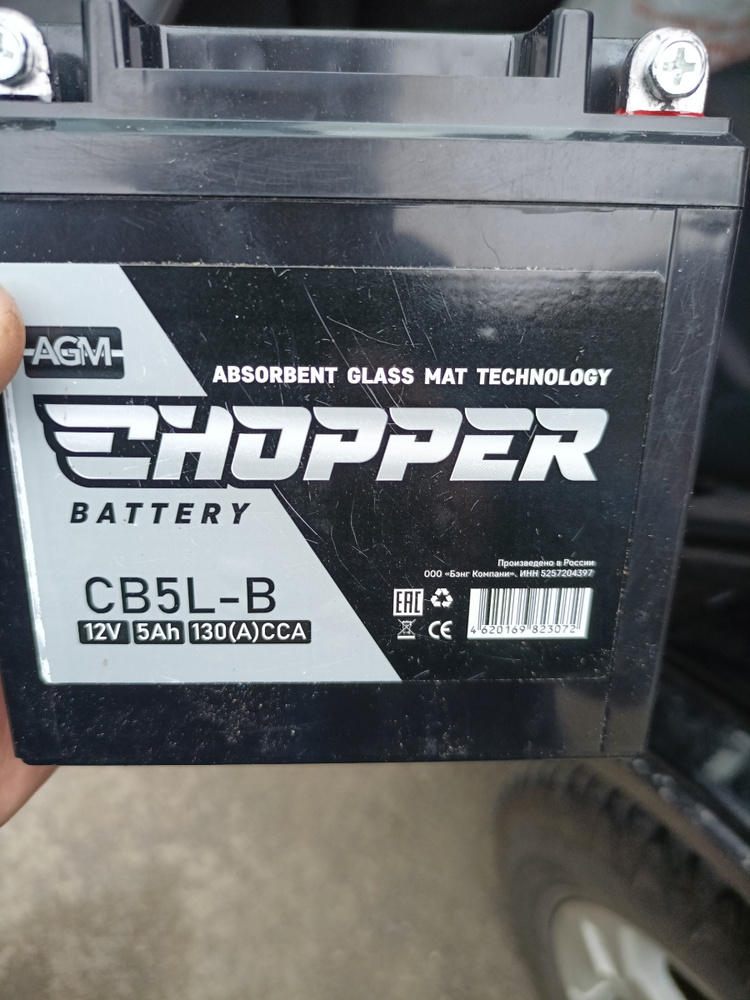 AGM
ABSORBENT GLASS MAT TECHNOLOGY
CHOPPER
BATTERY
Произведено в России
ООО «Бэнг Компани». ИНН 5257204397
CB5L-B
12V 5Ah 130(A)CCA
EAC
CE
4 620169 823072